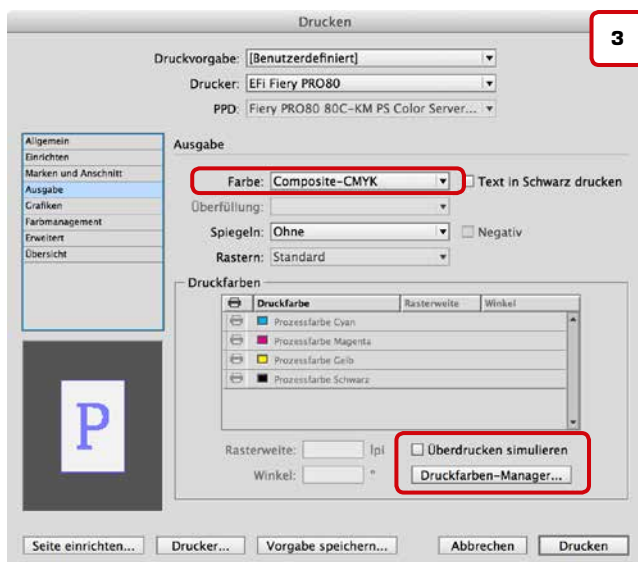 Drucken
3
Druckvorgabe: [Benutzerdefiniert]
Drucker: EFi Fiery PRO80
PPD: Fiery PRO80 80C-KM PS Color Server...
Allgemein
Einrichten
Marken und Anschnitt
Ausgabe
Grafiken
Farbmanagement
Erweitert
Übersicht
Ausgabe
Farbe: Composite-CMYK Text in Schwarz drucken
Überfüllung:
Spiegeln: Ohne Negativ
Rastern: Standard
Druckfarben
Druckfarbe Rasterweite Winkel
Prozessfarbe Cyan
Prozessfarbe Magenta
Prozessfarbe Gelb
Prozessfarbe Schwarz
Rasterweite: lpi Überdrucken simulieren
Winkel: ° Druckfarben-Manager...
P
Seite einrichten... Drucker... Vorgabe speichern... Abbrechen Drucken